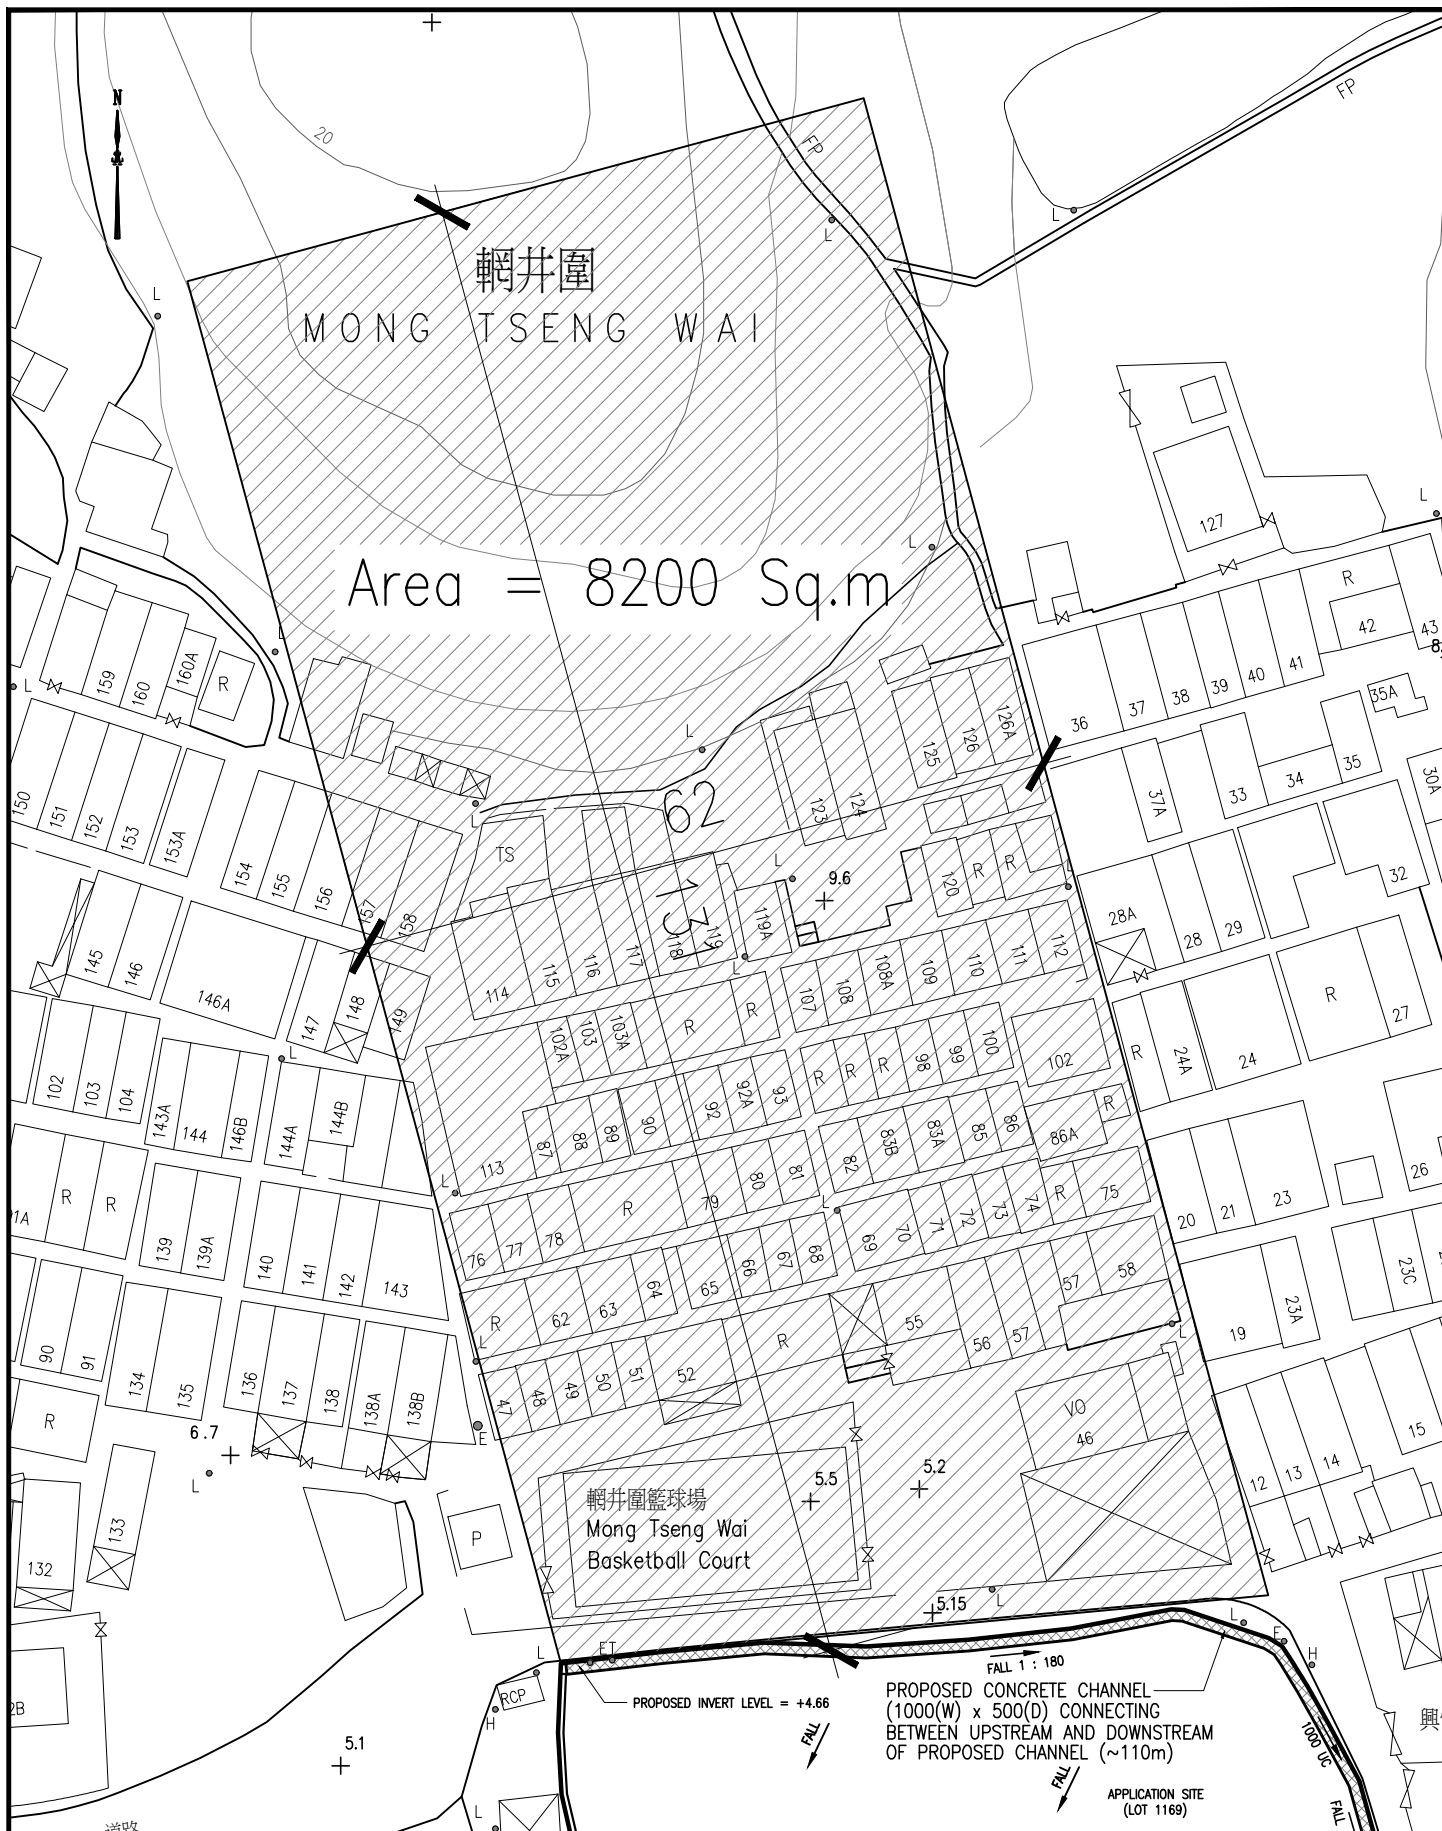 N
20
FP
FP
L
L
L
輞井圍
MONG TSENG WAI
L
127
L
Area = 8200 Sq.m
R
42
43
41
40
39
38
37
36
L
159
160
160A
R
L
35A
126A
126
125
L
35
34
33
37A
30A
150
151
152
153
153A
154
155
156
157
158
L
62
123
124
TS
131
L
9.6
120
R
R
L
32
28A
28
29
145
146
146A
147
148
149
114
115
116
117
118
119
119A
L
107
108
108A
109
110
111
112
R
27
102
103
104
143A
144
146B
144A
144B
L
102A
103
103A
R
R
R
R
R
98
99
100
102
R
24A
24
R
R
113
87
88
89
90
92
92A
93
82
83B
83A
85
86
86A
R
26
1A
139
139A
140
141
142
143
L
76
77
78
R
79
80
81
L
69
70
71
72
73
74
R
75
20
21
23
90
91
134
135
136
137
138
138A
138B
R
62
63
64
65
66
67
68
55
56
57
57
58
L
19
23A
23C
R
6.7
L
L
E
47
48
49
50
51
52
R
VO
46
12
13
14
15
132
133
P
輞井圍籃球場
Mong Tseng Wai
Basketball Court
5.5
5.2
5.15
L
2B
L
RCP
H
ET
L
E
H
FALL 1 : 180
PROPOSED INVERT LEVEL = +4.66
PROPOSED CONCRETE CHANNEL
(1000(W) x 500(D) CONNECTING
BETWEEN UPSTREAM AND DOWNSTREAM
OF PROPOSED CHANNEL (~110m)
FALL
FALL
1000 UC
FALL
5.1
APPLICATION SITE
(LOT 1169)
L
道路